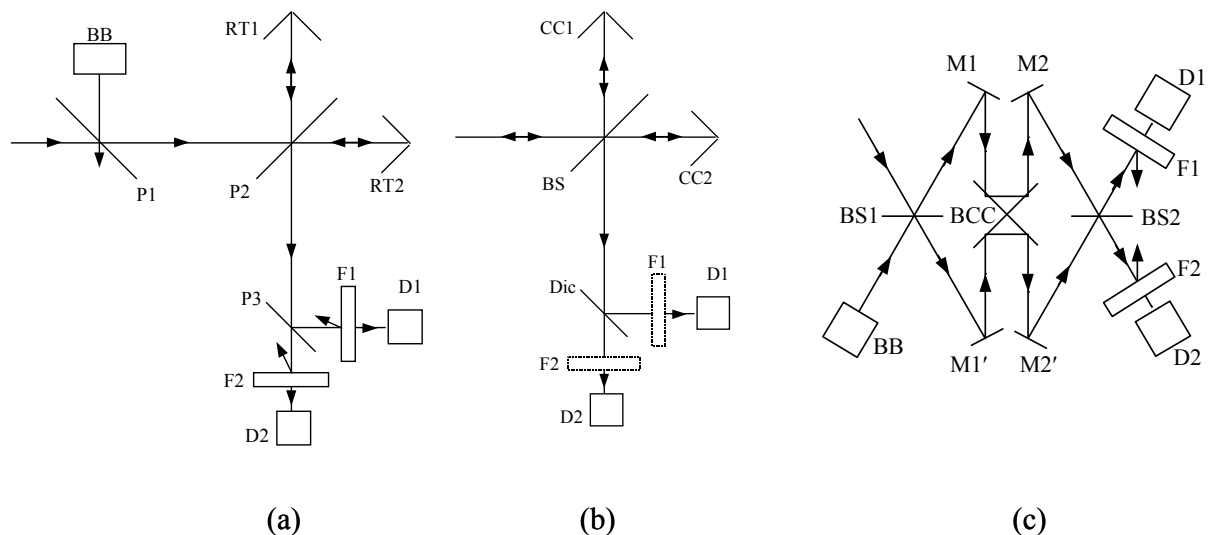 BB
RT1
P1
P2
RT2
P3
F1
D1
F2
D2
(a)
CC1
BS
CC2
Dic
F1
D1
F2
D2
(b)
M1
M2
D1
F1
BS1
BCC
BS2
F2
BB
M1′
M2′
D2
(c)